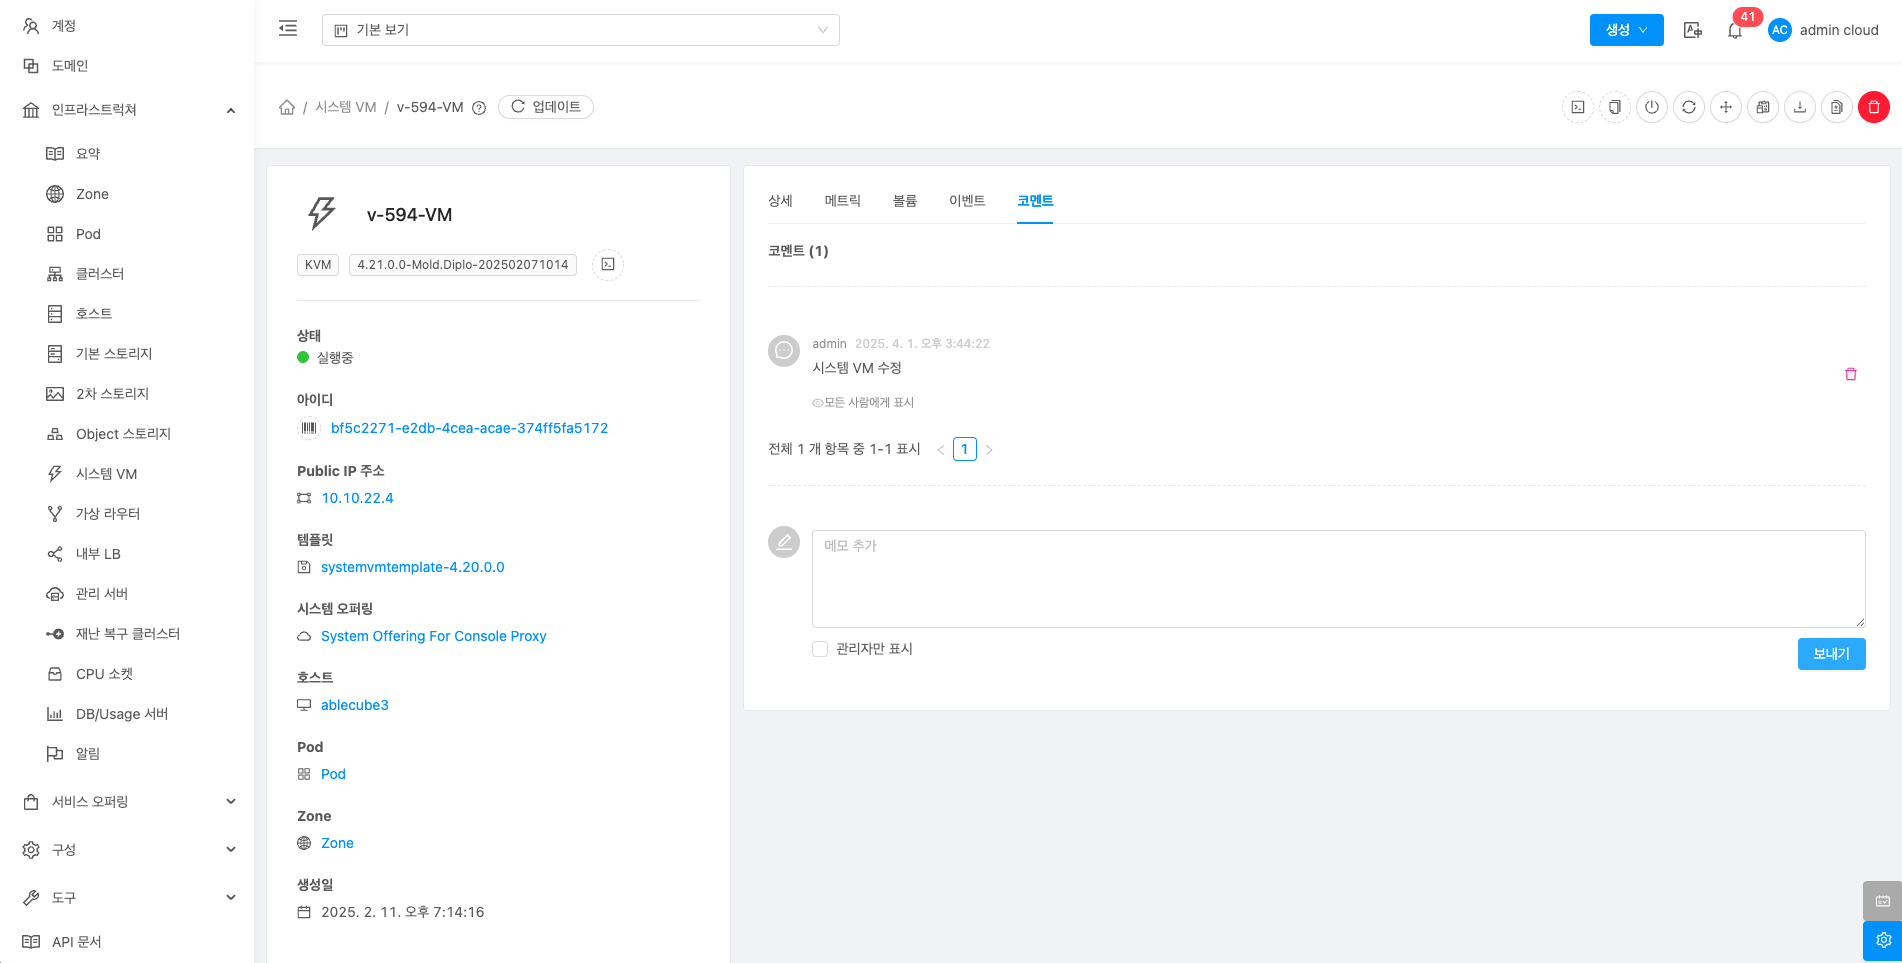 계정
도메인
인프라스트럭쳐
요약
Zone
Pod
클러스터
호스트
기본 스토리지
2차 스토리지
Object 스토리지
시스템 VM
가상 라우터
내부 LB
관리 서버
재난 복구 클러스터
CPU 소켓
DB/Usage 서버
알림
서비스 오퍼링
구성
도구
API 문서
기본 보기
생성
41
AC
admin cloud
/ 시스템 VM / v-594-VM
업데이트
v-594-VM
KVM
4.21.0.0-Mold.Diplo-202502071014
상태
실행중
아이디
bf5c2271-e2db-4cea-acae-374ff5fa5172
Public IP 주소
10.10.22.4
템플릿
systemvmtemplate-4.20.0.0
시스템 오퍼링
System Offering For Console Proxy
호스트
ablecube3
Pod
Pod
Zone
Zone
생성일
2025. 2. 11. 오후 7:14:16
상세 메트릭 볼륨 이벤트 코멘트
코멘트 (1)
admin 2025. 4. 1. 오후 3:44:22
시스템 VM 수정
모든 사람에게 표시
전체 1 개 항목 중 1-1 표시 < 1 >
메모 추가
관리자만 표시
보내기